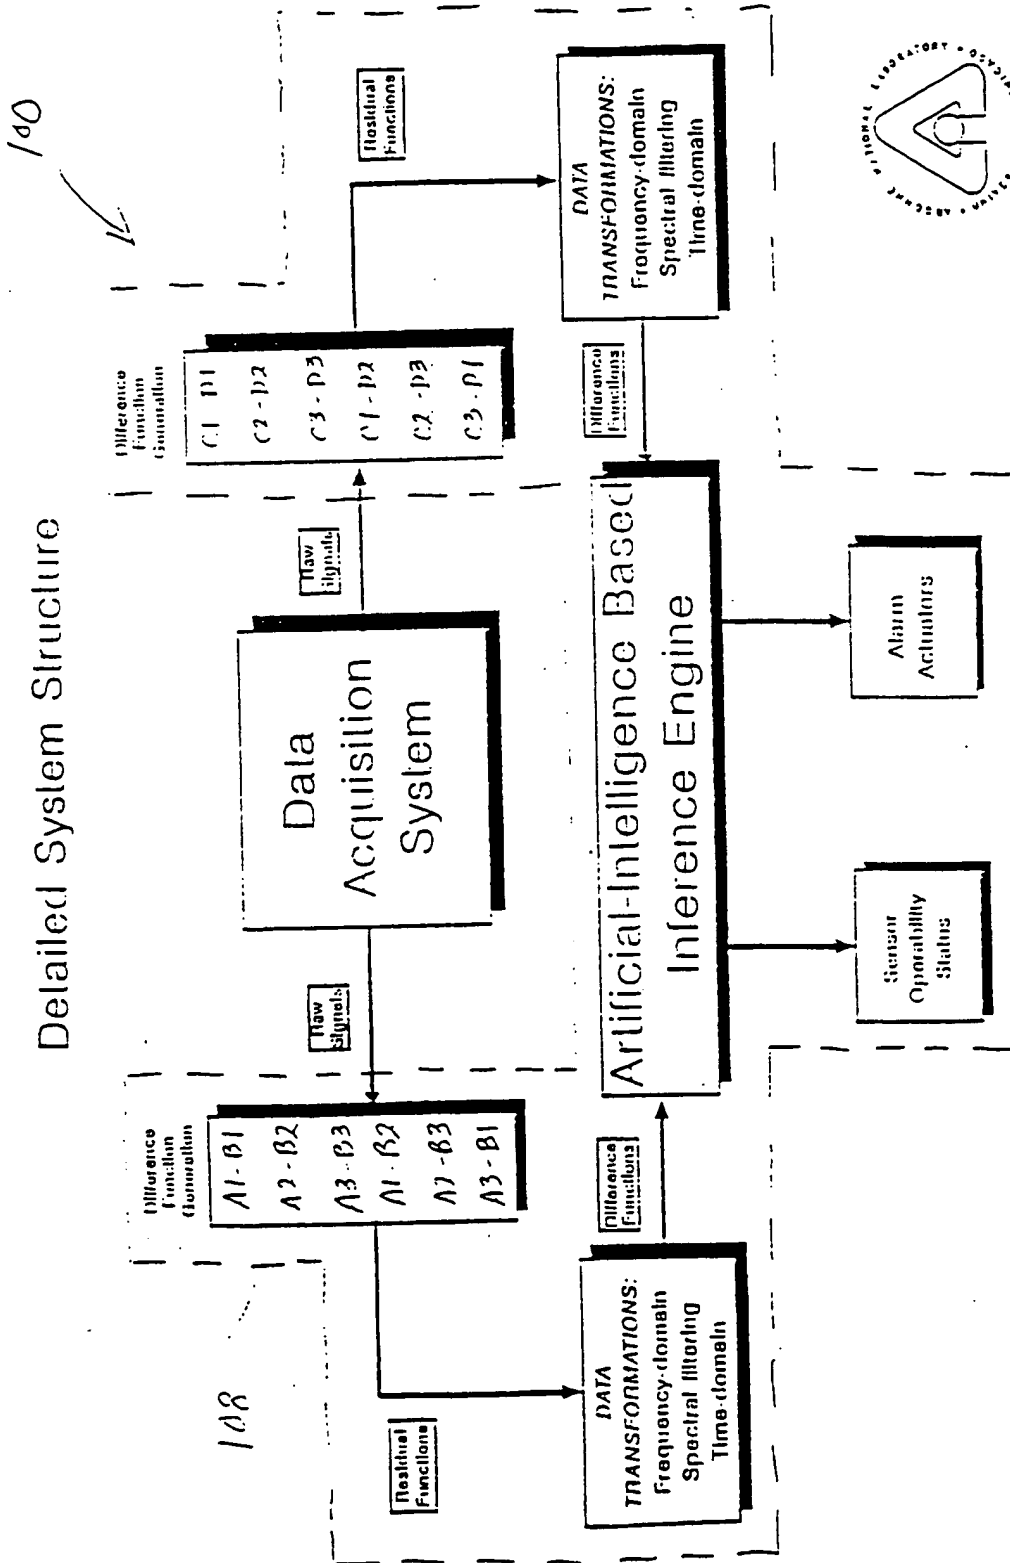 Detailed System Structure
100
108
Difference
Function
Generation
A1-B1
A2-B2
A3-B3
A1-B2
A2-B3
A3-B1
Raw
Signals
Data
Acquisition
System
Raw
Signals
Difference
Function
Generation
C1-D1
C2-D2
C3-D3
C1-D2
C2-D3
C3-D1
Residual
Functions
Residual
Functions
DATA
TRANSFORMATIONS:
Frequency-domain
Spectral filtering
Time-domain
Difference
Functions
Artificial-Intelligence Based
Inference Engine
Difference
Functions
DATA
TRANSFORMATIONS:
Frequency-domain
Spectral filtering
Time-domain
Sensor
Operability
Status
Alarm
Actuators
ARGONNE NATIONAL LABORATORY